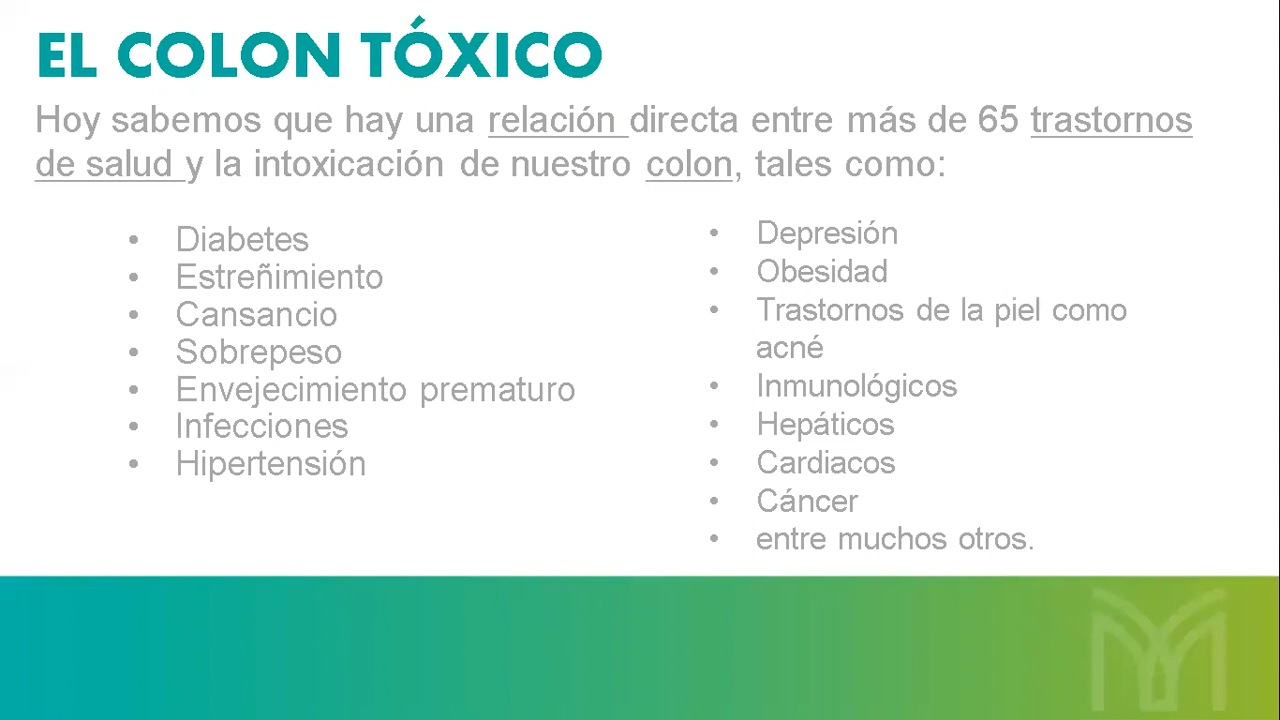 EL COLON TÓXICO
Hoy sabemos que hay una relación directa entre más de 65 trastornos
de salud y la intoxicación de nuestro colon, tales como:
• Diabetes
• Estreñimiento
• Cansancio
• Sobrepeso
• Envejecimiento prematuro
• Infecciones
• Hipertensión
• Depresión
• Obesidad
• Trastornos de la piel como
acné
• Inmunológicos
• Hepáticos
• Cardiacos
• Cáncer
• entre muchos otros.